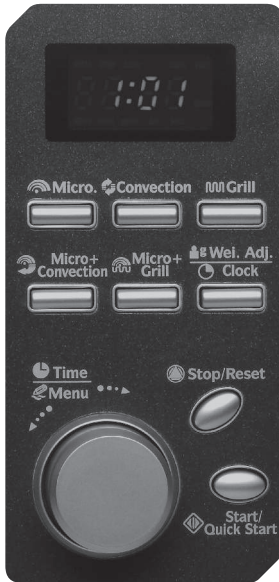 1:01
Micro. Convection Grill
Micro+ Convection
Micro+ Grill
g Wei. Adj.
Clock
Time
Menu
Stop/Reset
Start/
Quick Start